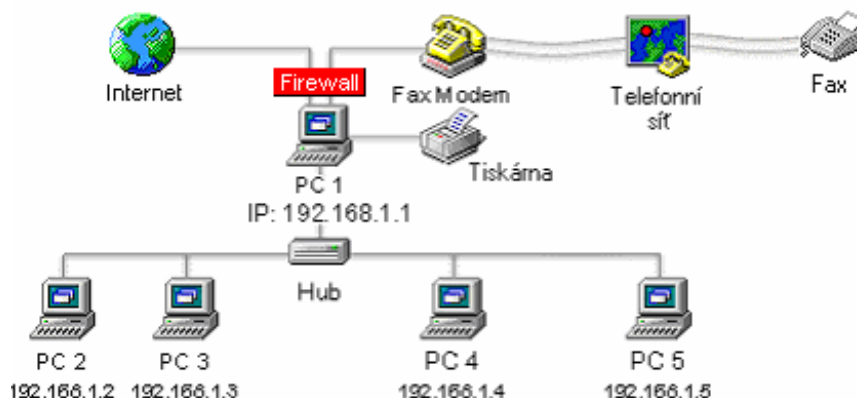 Internet
Firewall
Fax Modem
Telefonní
síť
Fax
PC 1
Tiskárna
IP: 192.168.1.1
Hub
PC 2
PC 3
PC 4
PC 5
192.168.1.2
192.168.1.3
192.168.1.4
192.168.1.5